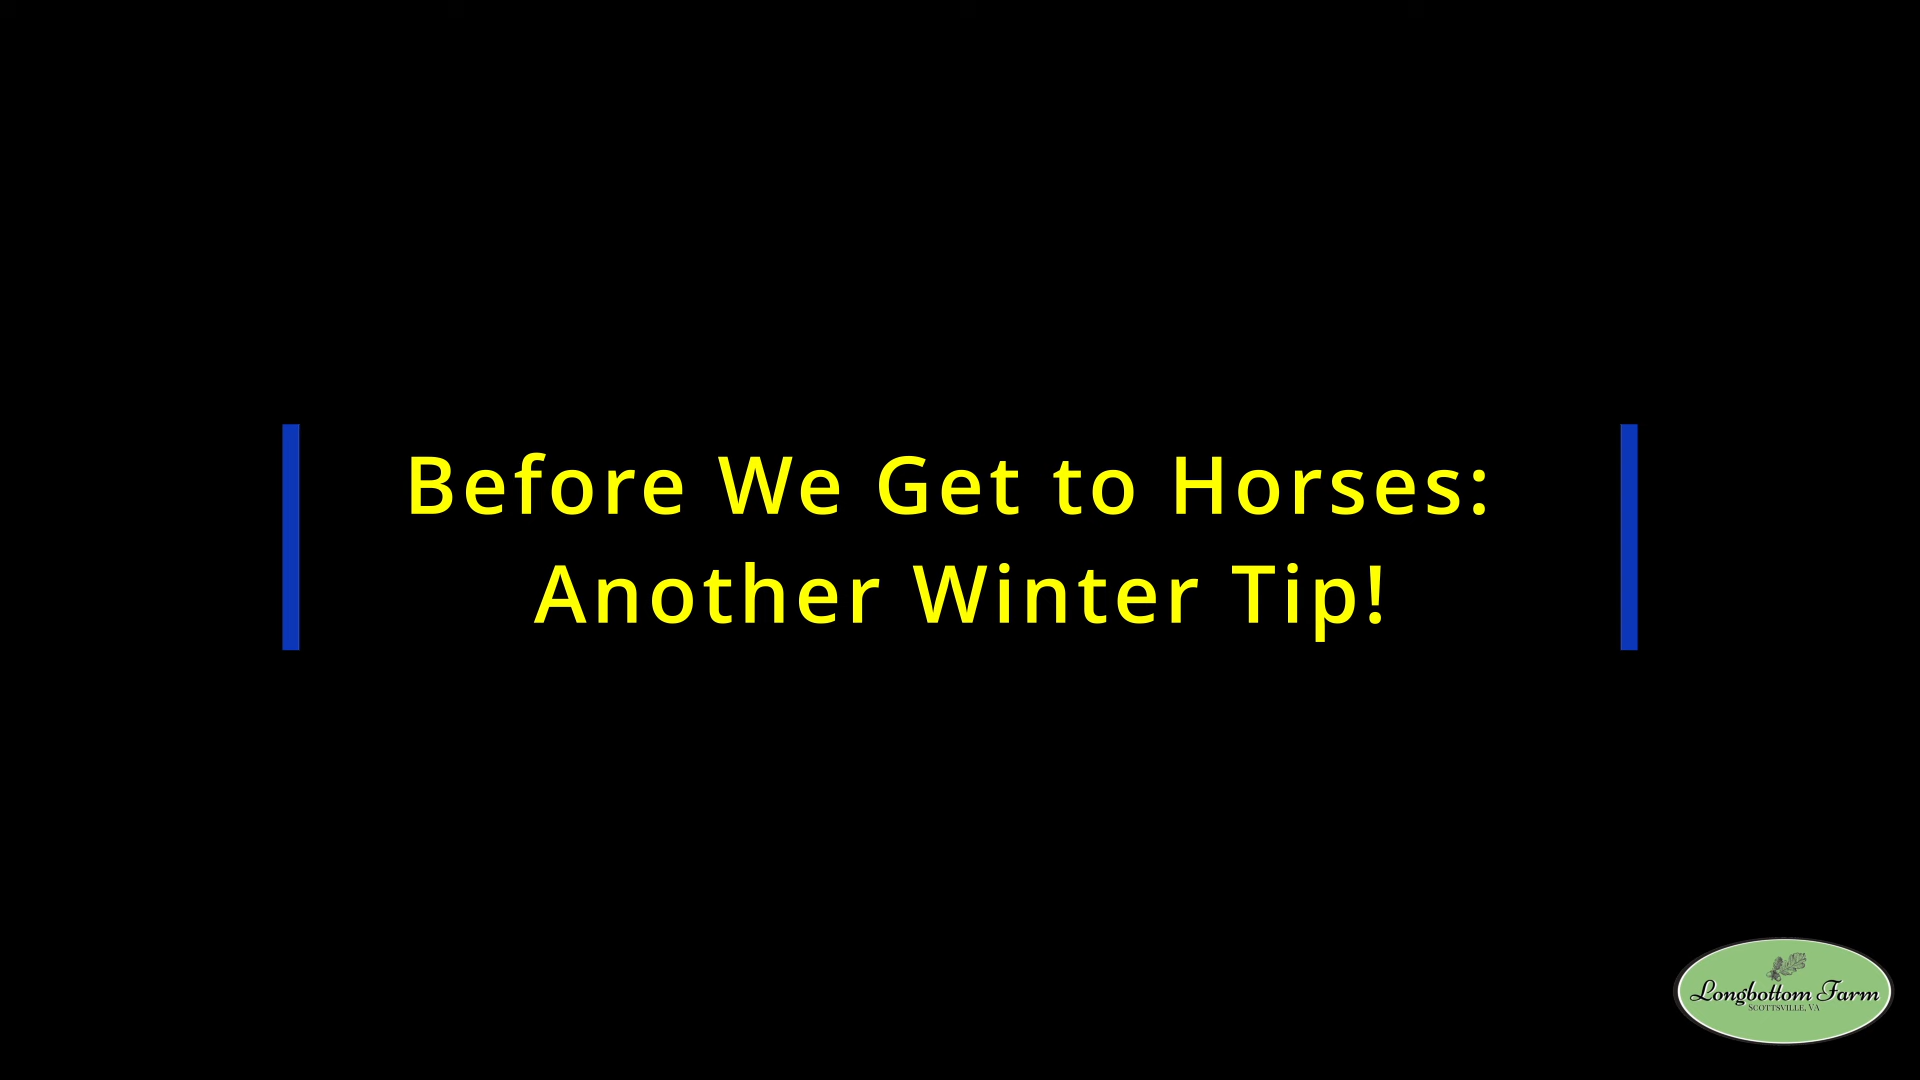 Before We Get to Horses:
Another Winter Tip!
Longbottom Farm
SCOTTSVILLE, VA